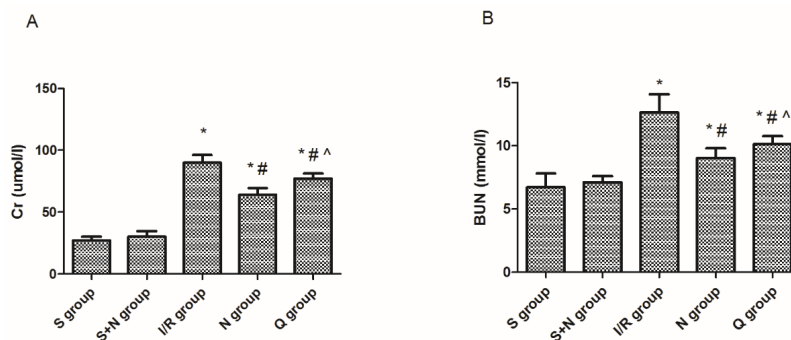 A
Cr (umol/l)
150
100
50
0
*
* #
* # ^
S group
S+N group
I/R group
N group
Q group
B
BUN (mmol/l)
15
10
5
0
*
* #
* # ^
S group
S+N group
I/R group
N group
Q group